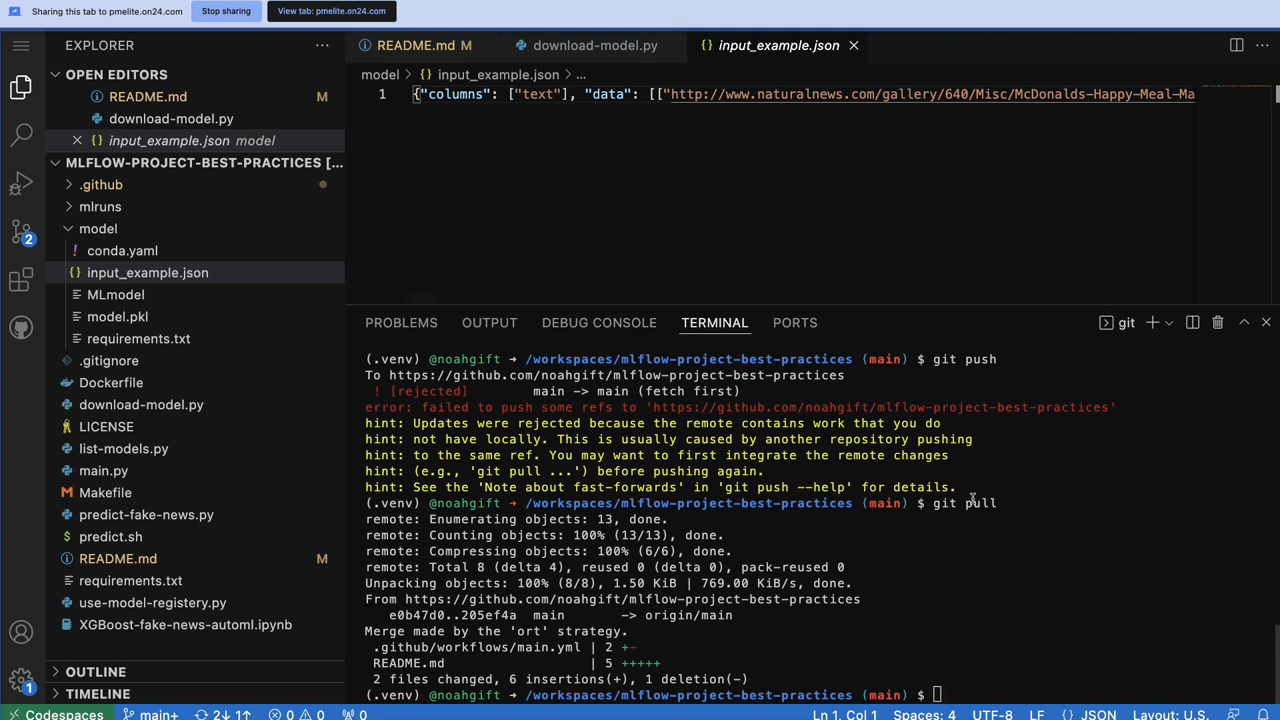 Sharing this tab to pmelite.on24.com Stop sharing View tab: pmelite.on24.com
EXPLORER
OPEN EDITORS
README.md M
download-model.py
{} input_example.json model
MLFLOW-PROJECT-BEST-PRACTICES [...
.github
mlruns
model
! conda.yaml
{} input_example.json
MLmodel
model.pkl
requirements.txt
.gitignore
Dockerfile
download-model.py
LICENSE
list-models.py
main.py
Makefile
predict-fake-news.py
$ predict.sh
README.md M
requirements.txt
use-model-registery.py
XGBoost-fake-news-automl.ipynb
OUTLINE
TIMELINE
2
1
README.md M download-model.py {} input_example.json
model > {} input_example.json > ...
1 {"columns": ["text"], "data": [["http://www.naturalnews.com/gallery/640/Misc/McDonalds-Happy-Meal-Ma
PROBLEMS OUTPUT DEBUG CONSOLE TERMINAL PORTS git
(.venv) @noahgift ➜ /workspaces/mlflow-project-best-practices (main) $ git push
To https://github.com/noahgift/mlflow-project-best-practices
! [rejected] main -> main (fetch first)
error: failed to push some refs to 'https://github.com/noahgift/mlflow-project-best-practices'
hint: Updates were rejected because the remote contains work that you do
hint: not have locally. This is usually caused by another repository pushing
hint: to the same ref. You may want to first integrate the remote changes
hint: (e.g., 'git pull ...') before pushing again.
hint: See the 'Note about fast-forwards' in 'git push --help' for details.
(.venv) @noahgift ➜ /workspaces/mlflow-project-best-practices (main) $ git pull
remote: Enumerating objects: 13, done.
remote: Counting objects: 100% (13/13), done.
remote: Compressing objects: 100% (6/6), done.
remote: Total 8 (delta 4), reused 0 (delta 0), pack-reused 0
Unpacking objects: 100% (8/8), 1.50 KiB | 769.00 KiB/s, done.
From https://github.com/noahgift/mlflow-project-best-practices
e0b47d0..205ef4a main -> origin/main
Merge made by the 'ort' strategy.
.github/workflows/main.yml | 2 +-
README.md | 5 +++++
2 files changed, 6 insertions(+), 1 deletion(-)
(.venv) @noahgift ➜ /workspaces/mlflow-project-best-practices (main) $
Codespaces main+ 2↓ 1↑ 0 0 0 Ln 1, Col 1 Spaces: 4 UTF-8 LF {} JSON Layout: U.S.